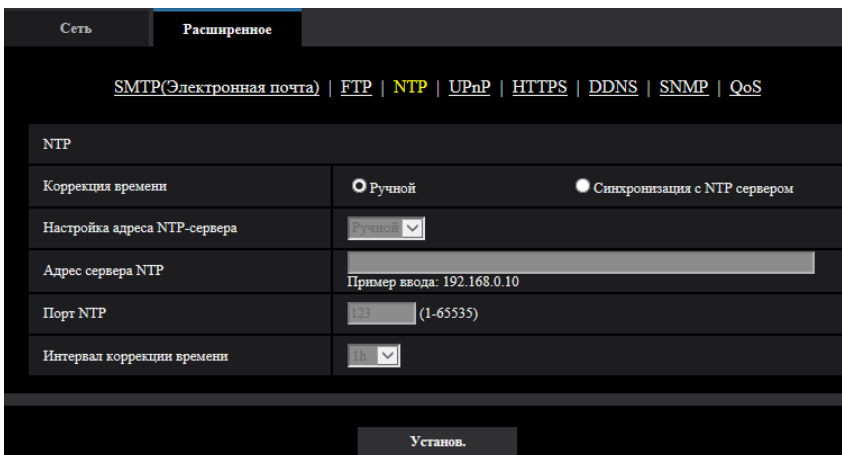 Сеть Расширенное
SMTP(Электронная почта) | FTP | NTP | UPnP | HTTPS | DDNS | SNMP | QoS
NTP
Коррекция времени Ручной Синхронизация с NTP сервером
Настройка адреса NTP-сервера Ручной
Адрес сервера NTP
Пример ввода: 192.168.0.10
Порт NTP 123 (1-65535)
Интервал коррекции времени 1h
Установ.